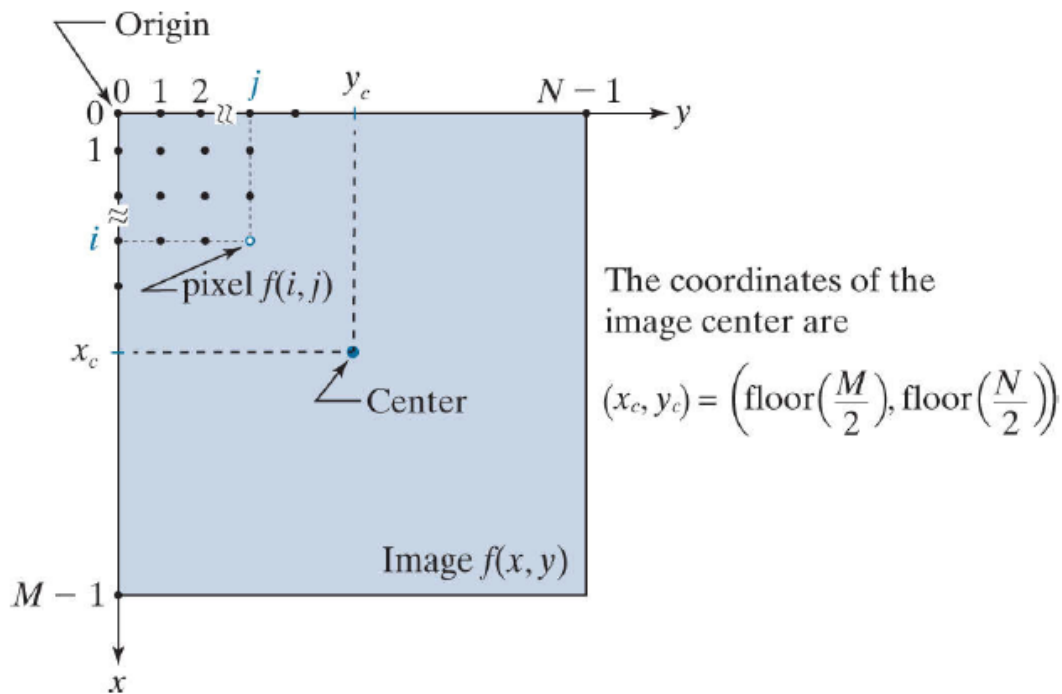 Origin
0 1 2 j y_c N − 1
0 y
1
i
pixel f(i, j)
The coordinates of the
image center are
x_c
Center
(x_c, y_c) = (floor(M/2), floor(N/2))
Image f(x, y)
M − 1
x